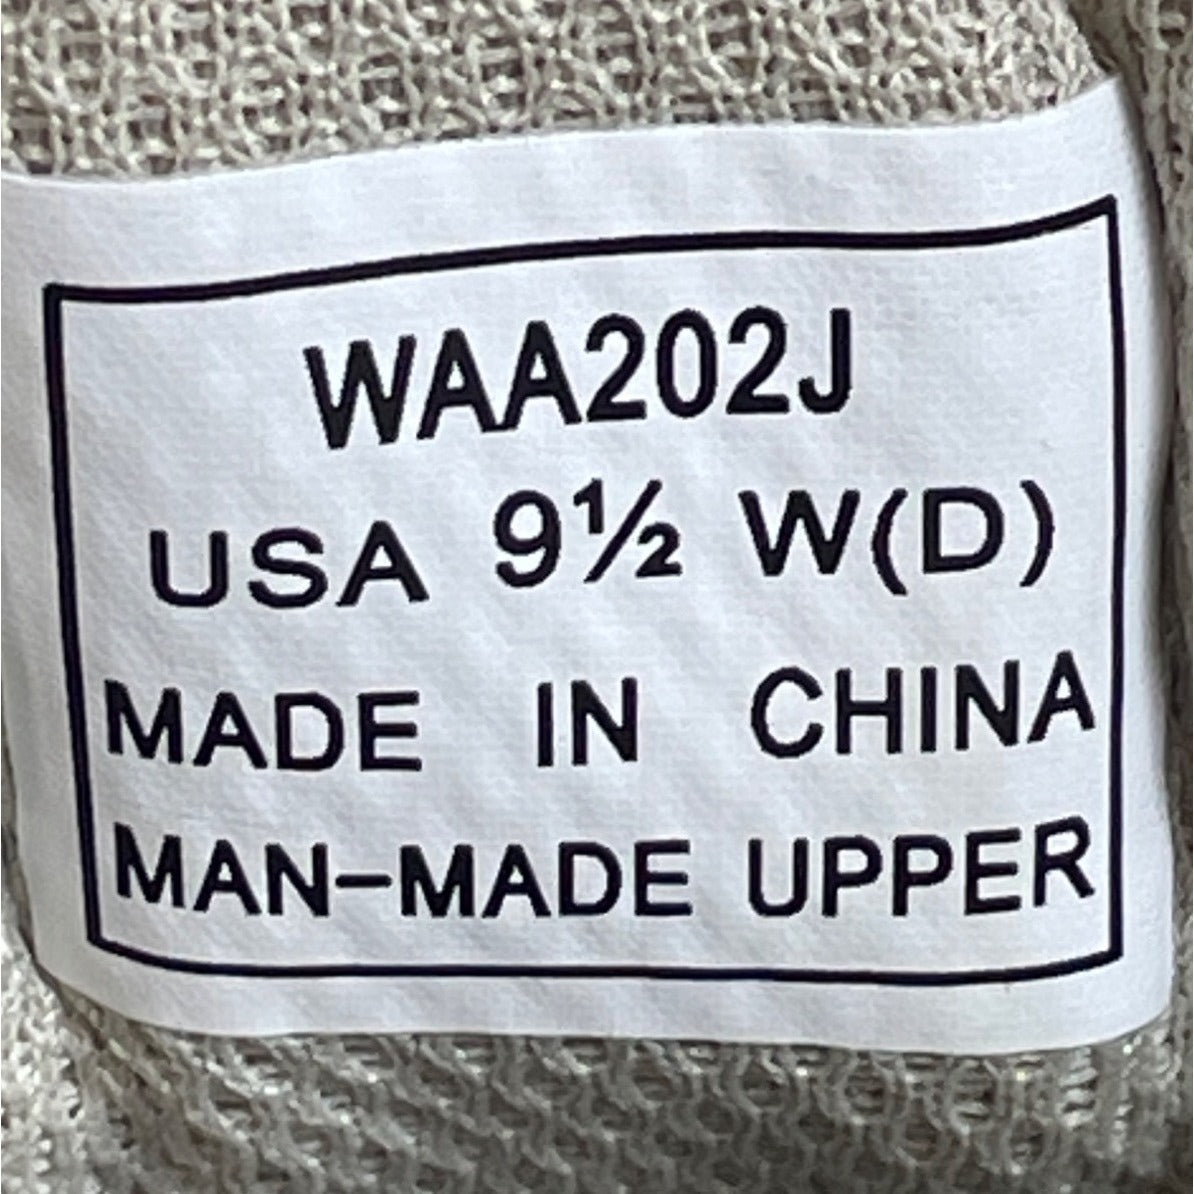 WAA202J
USA 9½ W(D)
MADE IN CHINA
MAN-MADE UPPER